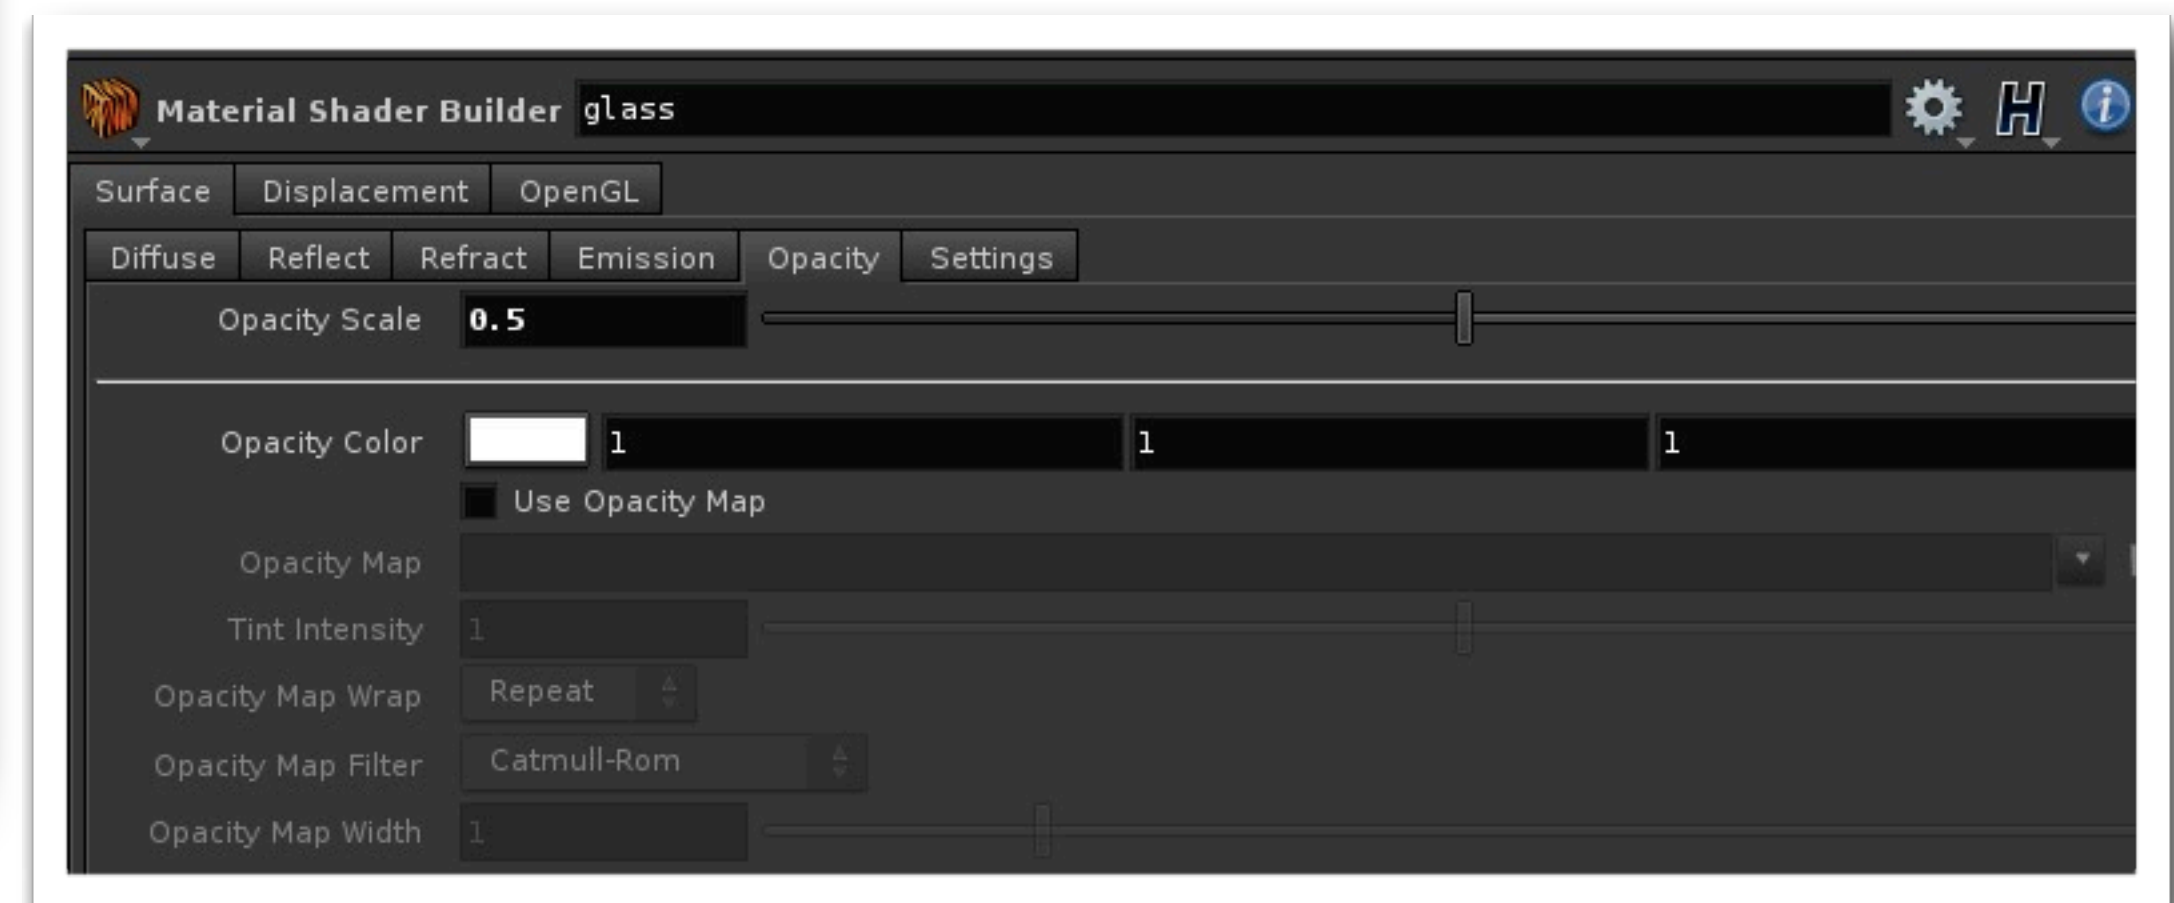 Material Shader Builder glass
Surface Displacement OpenGL
Diffuse Reflect Refract Emission Opacity Settings
Opacity Scale 0.5
Opacity Color 1 1 1
Use Opacity Map
Opacity Map
Tint Intensity 1
Opacity Map Wrap Repeat
Opacity Map Filter Catmull-Rom
Opacity Map Width 1